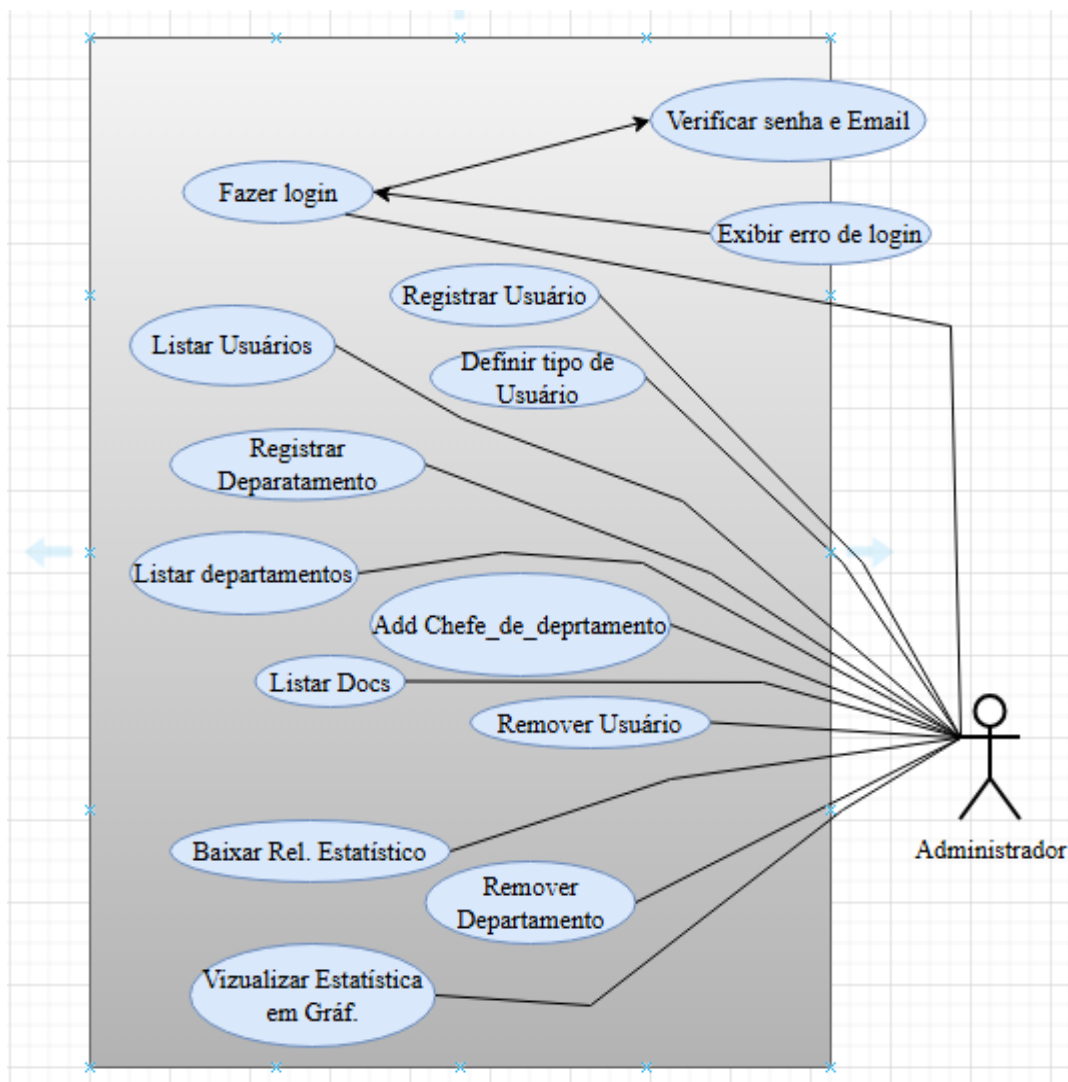 Verificar senha e Email
Fazer login
Exibir erro de login
Registrar Usuário
Listar Usuários
Definir tipo de
Usuário
Registrar
Deparatamento
Listar departamentos
Add Chefe_de_deprtamento
Listar Docs
Remover Usuário
Administrador
Baixar Rel. Estatístico
Remover
Departamento
Vizualizar Estatística
em Gráf.